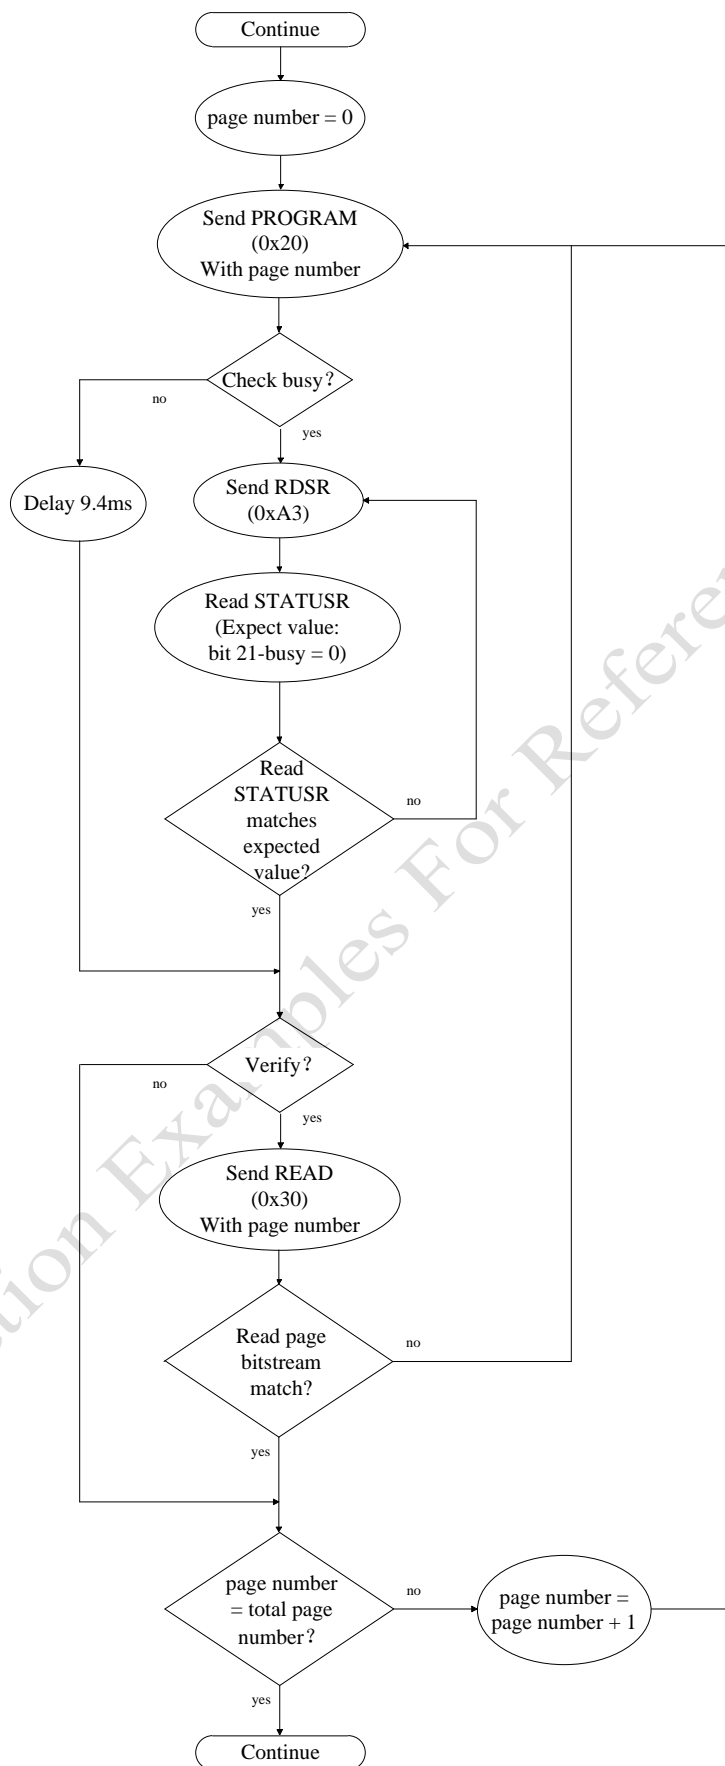 Continue
page number = 0
Send PROGRAM
(0x20)
With page number
Check busy?
no
yes
Delay 9.4ms
Send RDSR
(0xA3)
Read STATUSR
(Expect value:
bit 21-busy = 0)
Read
STATUSR
matches
expected
value?
no
yes
Verify?
no
yes
Send READ
(0x30)
With page number
Read page
bitstream
match?
no
yes
page number
= total page
number?
no
page number =
page number + 1
yes
Continue
Examples For